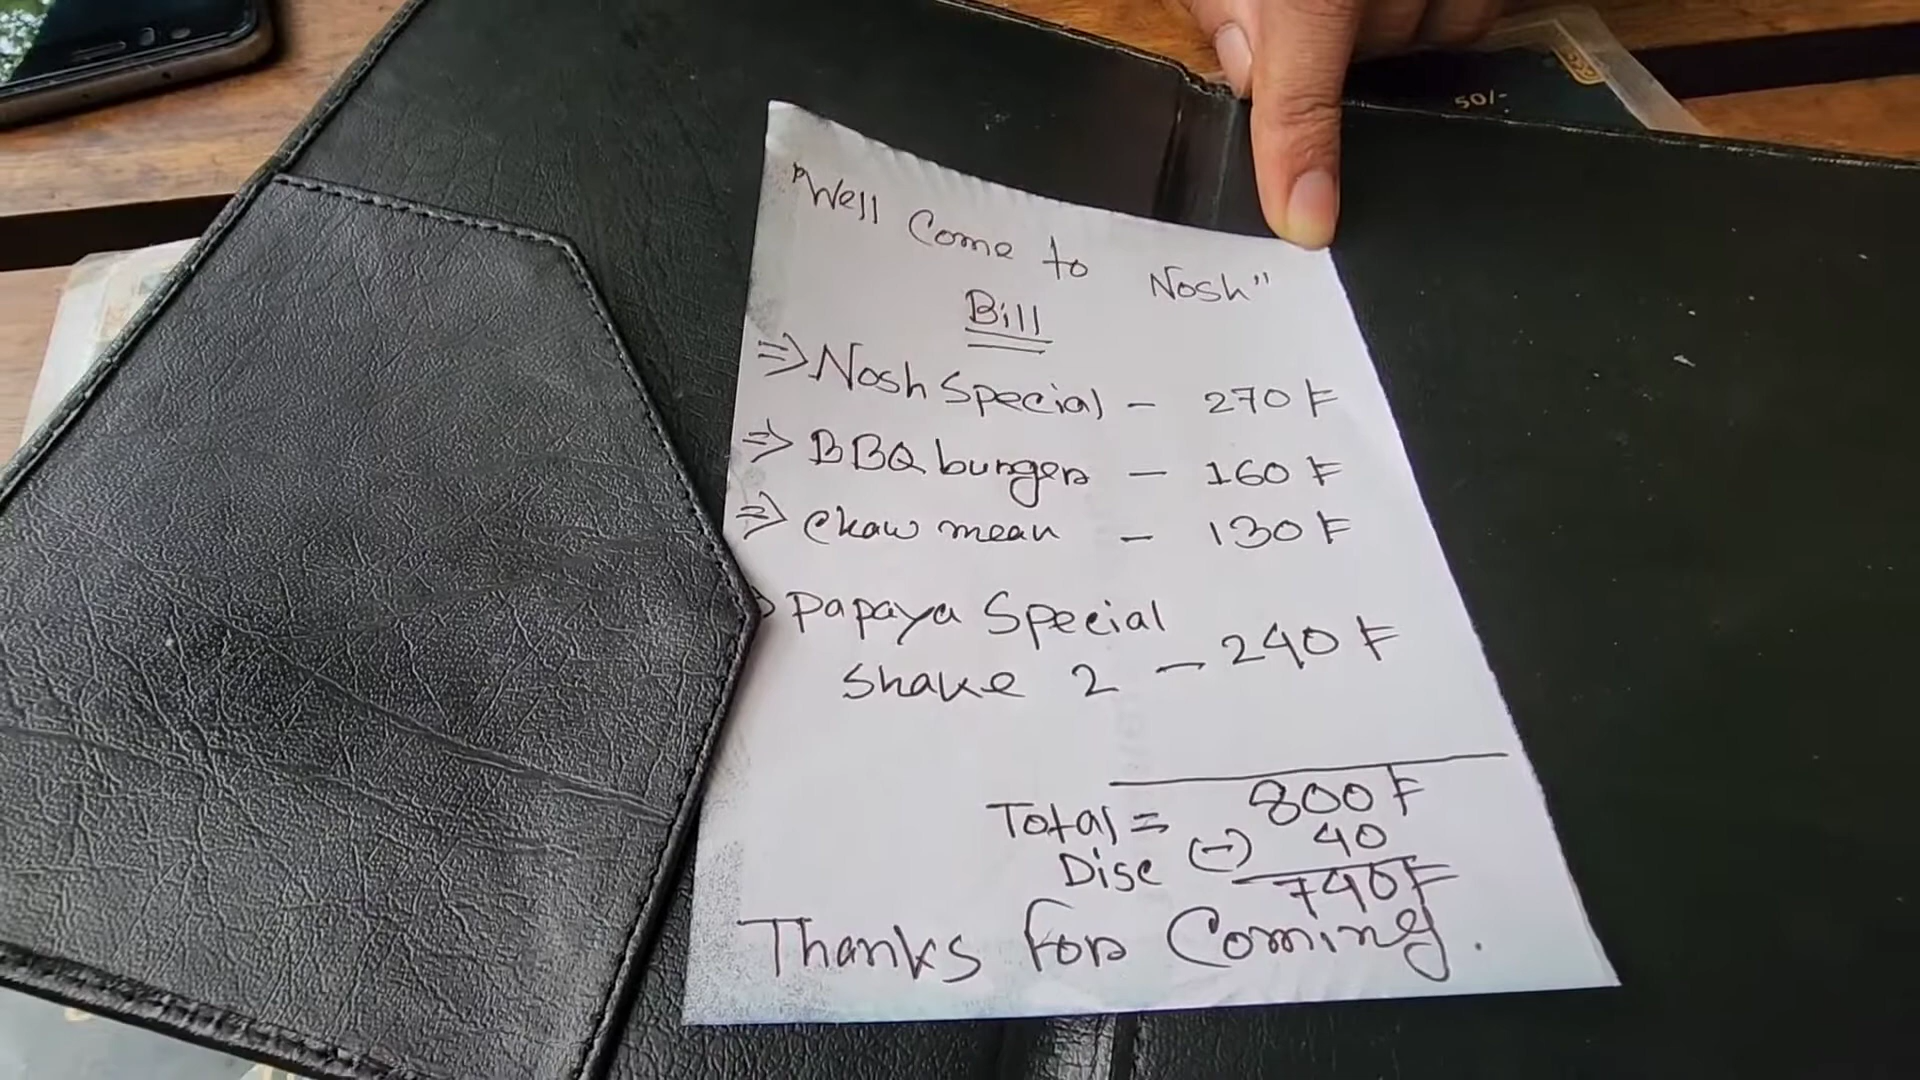 50/-
"Well Come to Nosh"
Bill
⇒ Nosh Special - 270 ₣
⇒ BBQ burger - 160 ₣
⇒ Chaw mean - 130 ₣
⇒ Papaya Special
Shake 2 - 240 ₣
Total = 800 ₣
Disc (-) 40
740 ₣
Thanks For Coming.